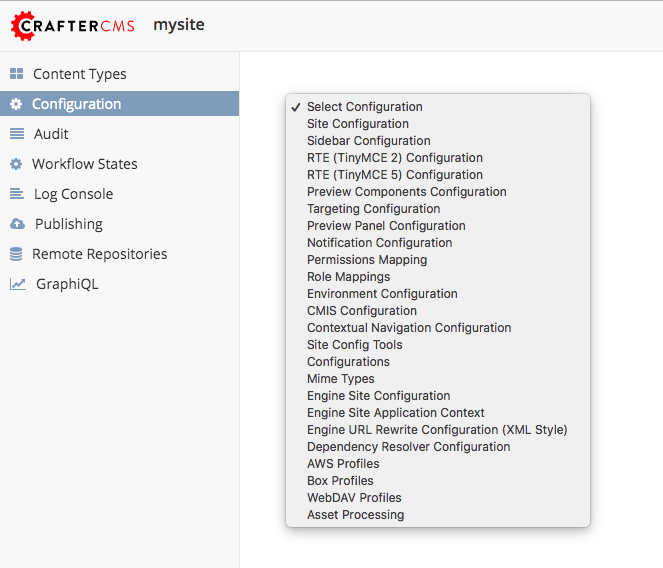 CRAFTERCMS mysite
Content Types
Configuration
Audit
Workflow States
Log Console
Publishing
Remote Repositories
GraphiQL
✓ Select Configuration
Site Configuration
Sidebar Configuration
RTE (TinyMCE 2) Configuration
RTE (TinyMCE 5) Configuration
Preview Components Configuration
Targeting Configuration
Preview Panel Configuration
Notification Configuration
Permissions Mapping
Role Mappings
Environment Configuration
CMIS Configuration
Contextual Navigation Configuration
Site Config Tools
Configurations
Mime Types
Engine Site Configuration
Engine Site Application Context
Engine URL Rewrite Configuration (XML Style)
Dependency Resolver Configuration
AWS Profiles
Box Profiles
WebDAV Profiles
Asset Processing